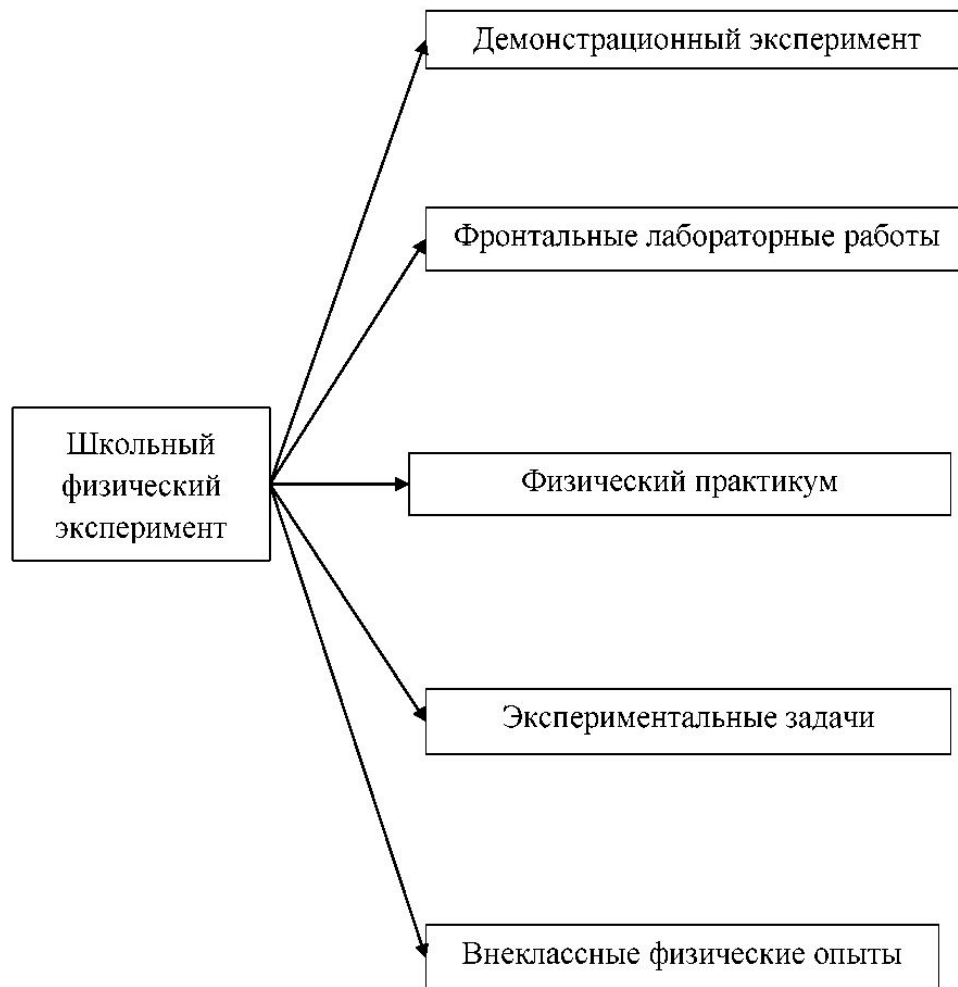 Демонстрационный эксперимент
Фронтальные лабораторные работы
Школьный
физический
эксперимент
Физический практикум
Экспериментальные задачи
Внеклассные физические опыты